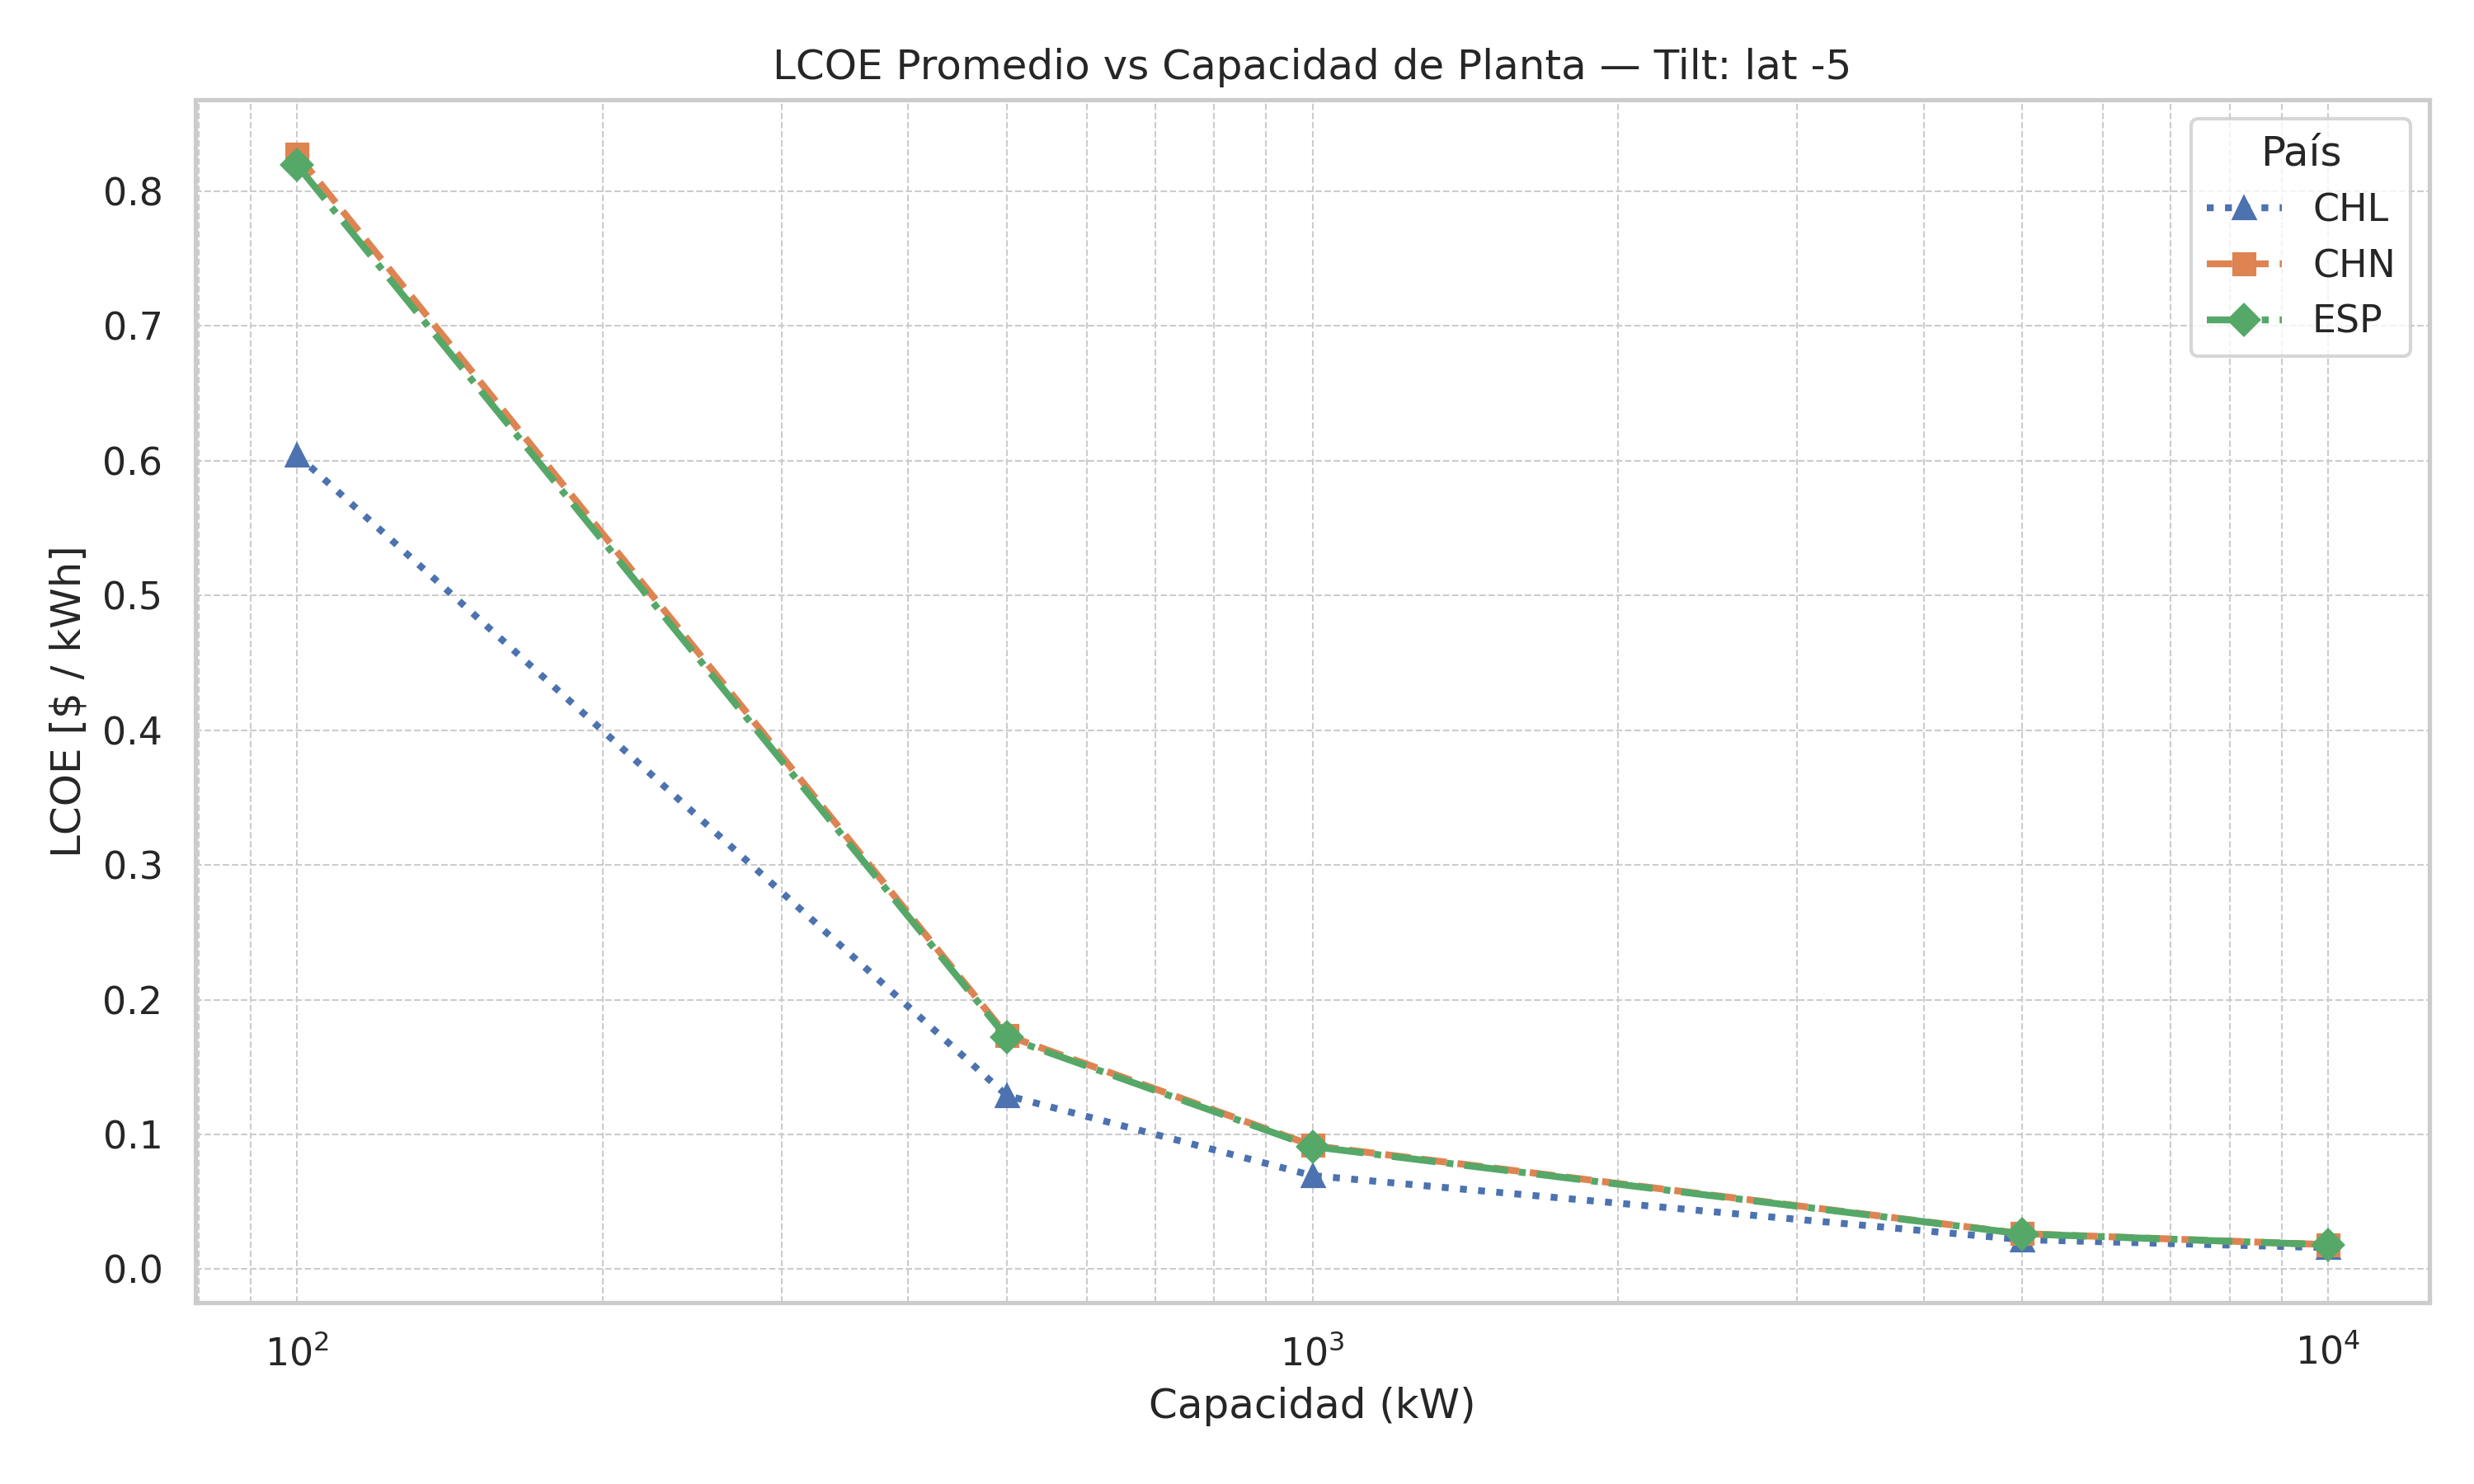 LCOE Promedio vs Capacidad de Planta — Tilt: lat -5
País
CHL
CHN
ESP
LCOE [$ / kWh]
0.8
0.7
0.6
0.5
0.4
0.3
0.2
0.1
0.0
10²
10³
10⁴
Capacidad (kW)